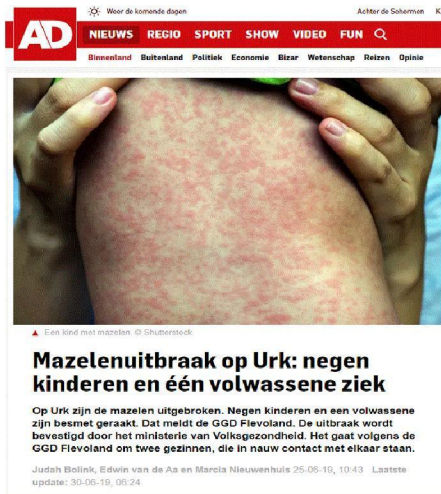 Weer de komende dagen Achter de Schermen K
AD
NIEUWS REGIO SPORT SHOW VIDEO FUN
Binnenland Buitenland Politiek Economie Bizar Wetenschap Reizen Opinie
Een kind met mazelen. © Shutterstock
Mazelenuitbraak op Urk: negen
kinderen en één volwassene ziek
Op Urk zijn de mazelen uitgebroken. Negen kinderen en een volwassene
zijn besmet geraakt. Dat meldt de GGD Flevoland. De uitbraak wordt
bevestigd door het ministerie van Volksgezondheid. Het gaat volgens de
GGD Flevoland om twee gezinnen, die in nauw contact met elkaar staan.
Judah Bolink, Edwin van de Aa en Marcia Nieuwenhuis 25-06-19, 10:43 Laatste
update: 30-06-19, 06:24